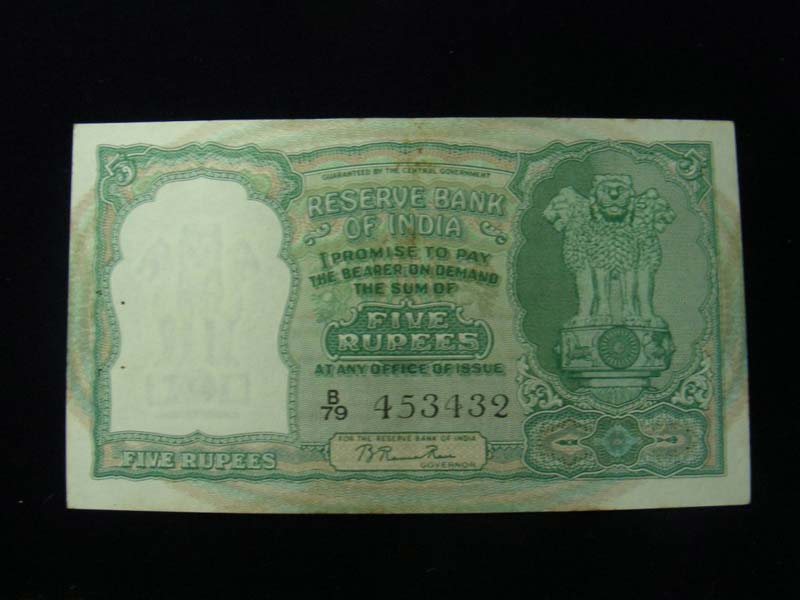 5
5
GUARANTEED BY THE CENTRAL GOVERNMENT
RESERVE BANK
OF INDIA
I PROMISE TO PAY
THE BEARER ON DEMAND
THE SUM OF
FIVE
RUPEES
AT ANY OFFICE OF ISSUE
B/79 453432
FOR THE RESERVE BANK OF INDIA
B Rama Rau
GOVERNOR
FIVE RUPEES